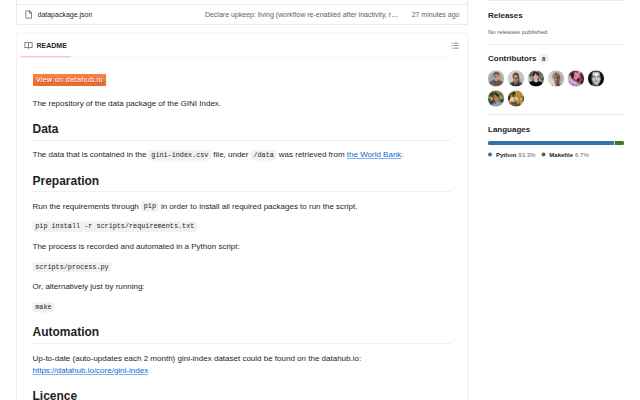 datapackage.json Declare upkeep: living (workflow re-enabled after inactivity, r... 27 minutes ago
README
view on datahub.io
The repository of the data package of the GINI Index.
Data
The data that is contained in the gini-index.csv file, under /data was retrieved from the World Bank.
Preparation
Run the requirements through pip in order to install all required packages to run the script.
pip install -r scripts/requirements.txt
The process is recorded and automated in a Python script:
scripts/process.py
Or, alternatively just by running:
make
Automation
Up-to-date (auto-updates each 2 month) gini-index dataset could be found on the datahub.io:
https://datahub.io/core/gini-index
Licence
Releases
No releases published
Contributors 8
Languages
Python 93.3% Makefile 6.7%